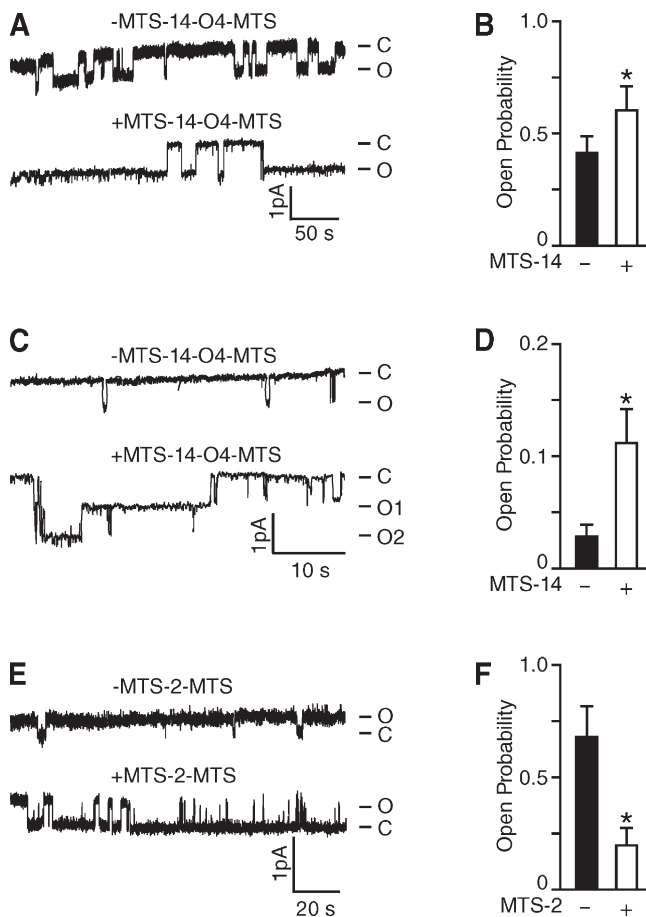 A
-MTS-14-O4-MTS
C
O
+MTS-14-O4-MTS
C
O
1pA
50 s
B
Open Probability
1.0
0.5
0
*
MTS-14 – +
C
-MTS-14-O4-MTS
C
O
+MTS-14-O4-MTS
C
O1
O2
1pA
10 s
D
Open Probability
0.2
0.1
0
*
MTS-14 – +
E
-MTS-2-MTS
O
C
+MTS-2-MTS
O
C
1pA
20 s
F
Open Probability
1.0
0.5
0
*
MTS-2 – +